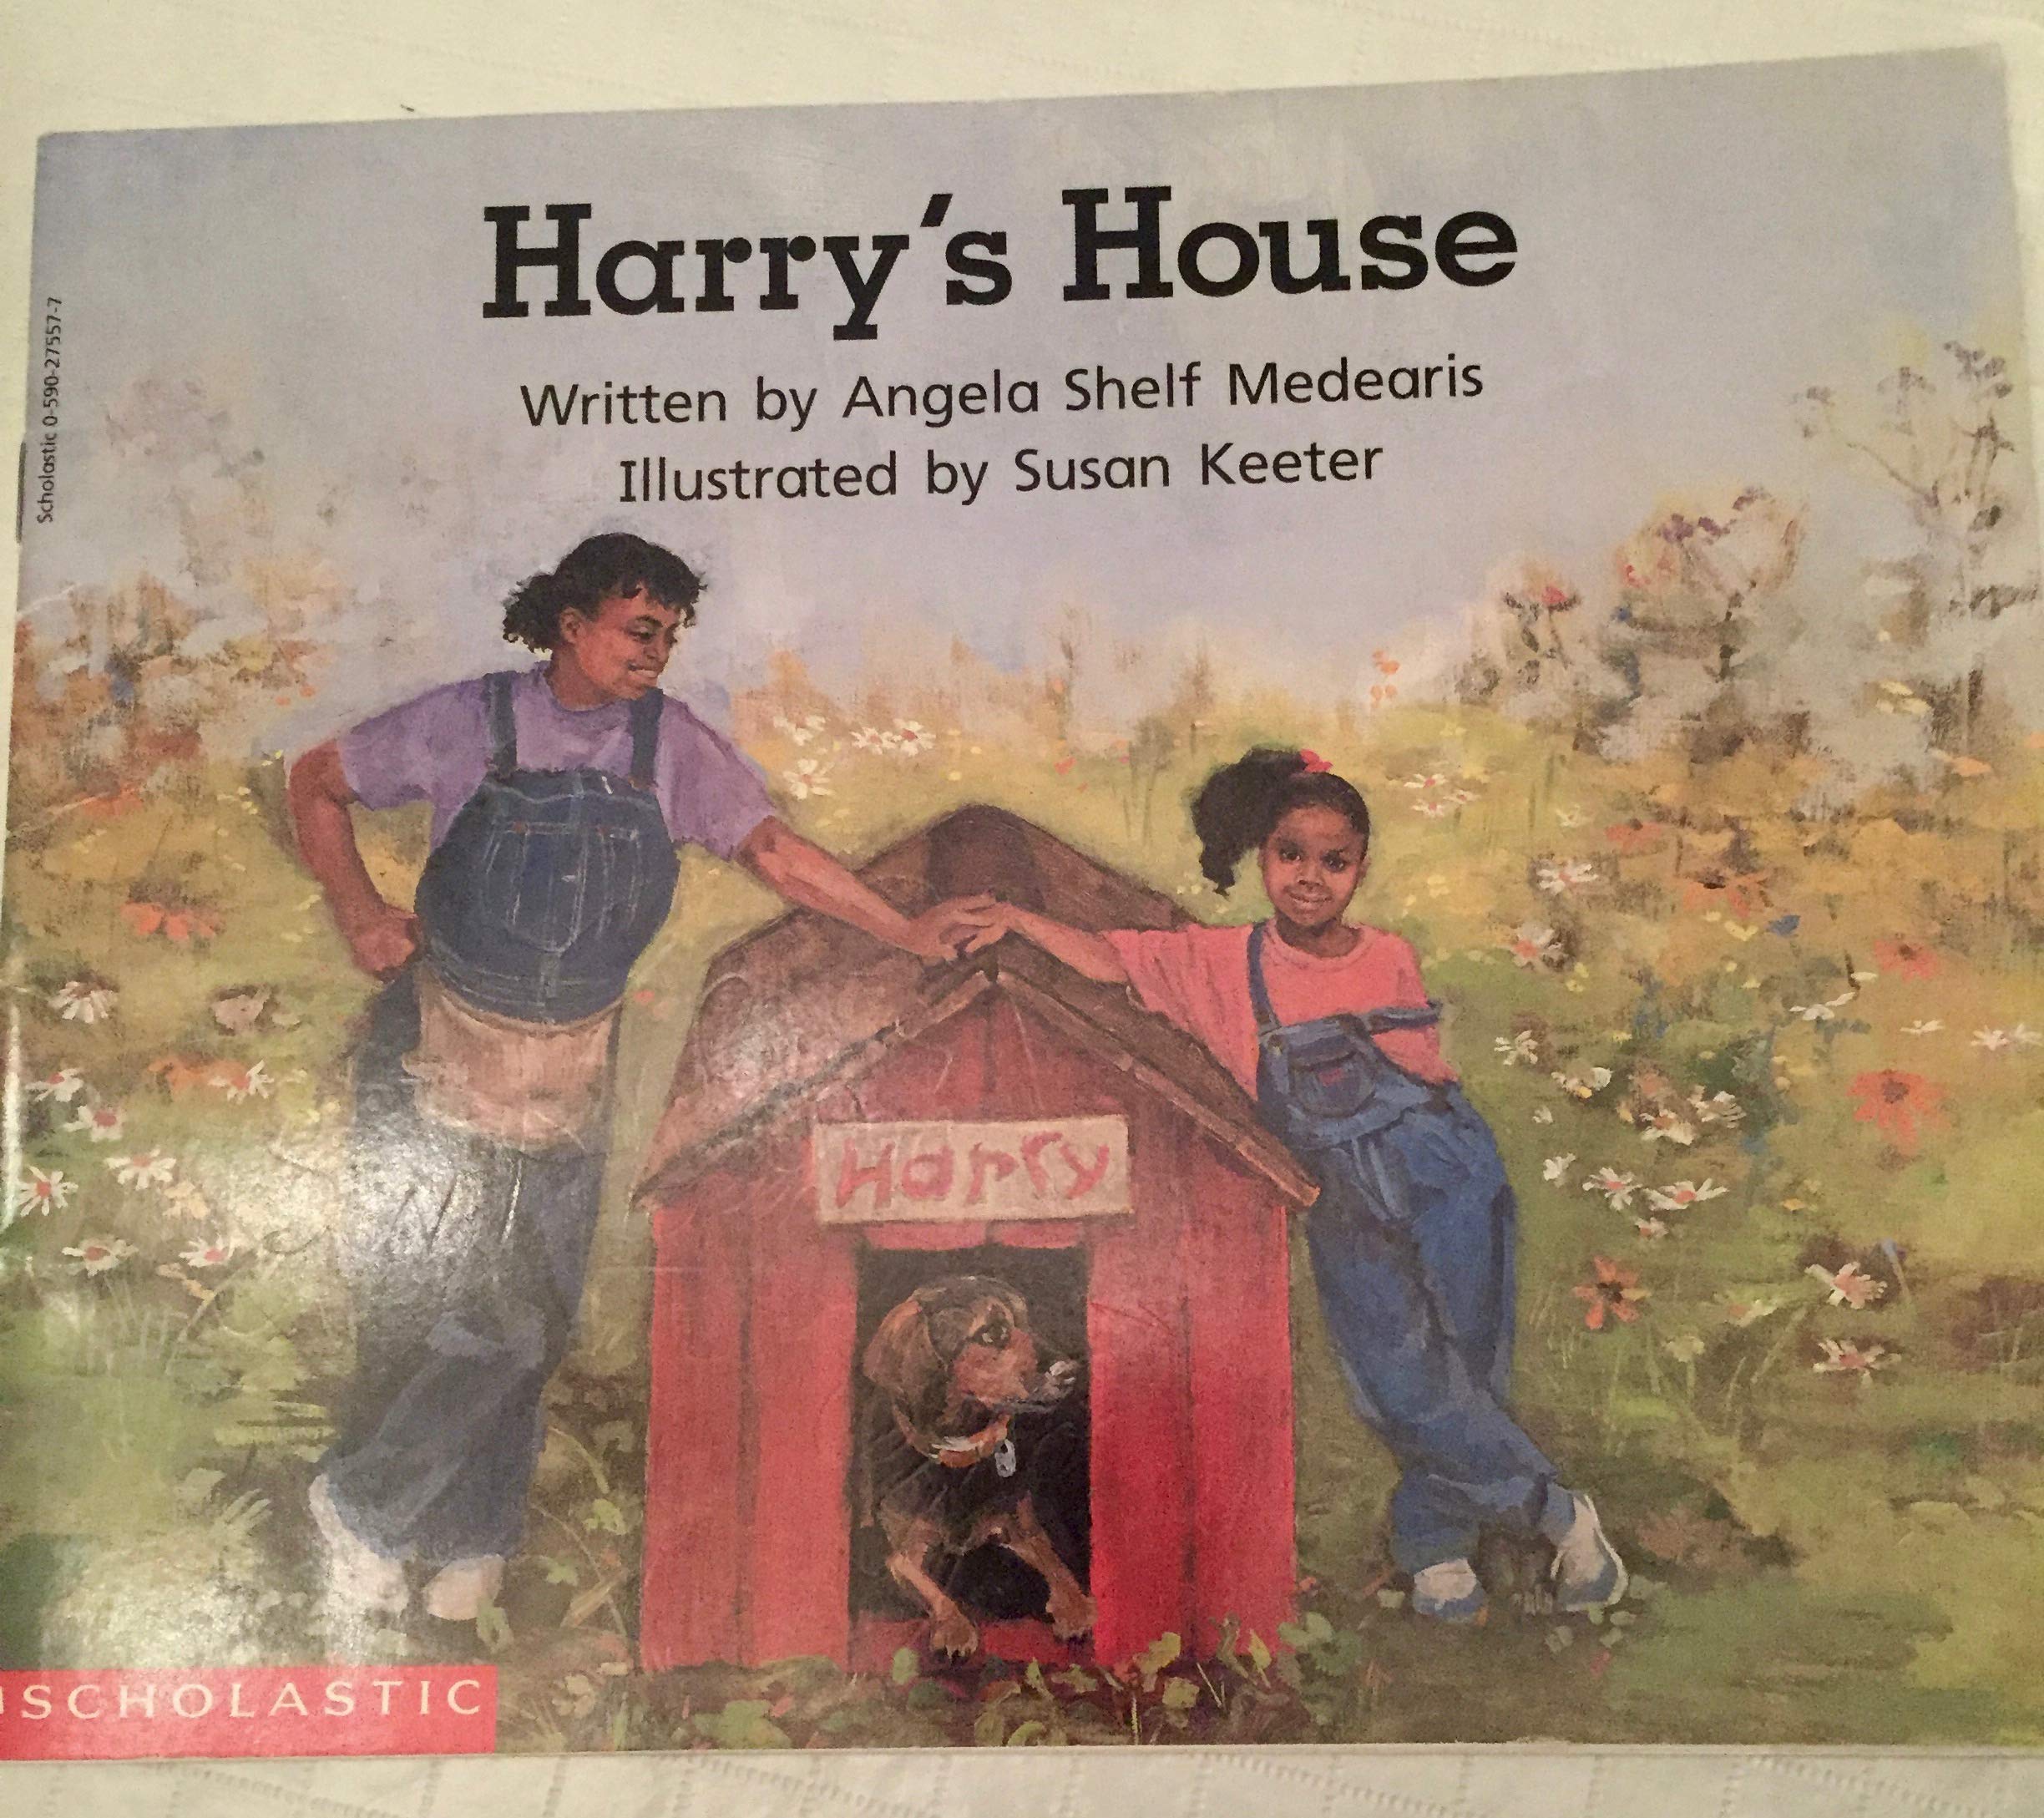 Harry's House
Written by Angela Shelf Medearis
Illustrated by Susan Keeter
Scholastic 0-590-27557-7
Harry
SCHOLASTIC